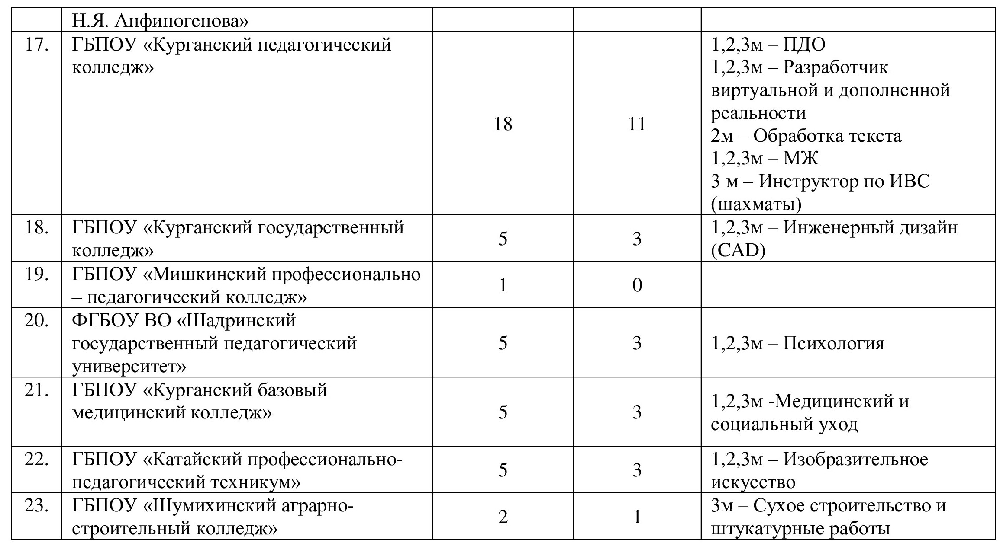 Н.Я. Анфиногенова»
17.
ГБПОУ «Курганский педагогический
колледж»
18
11
1,2,3м – ПДО
1,2,3м – Разработчик
виртуальной и дополненной
реальности
2м – Обработка текста
1,2,3м – МЖ
3 м – Инструктор по ИВС
(шахматы)
18.
ГБПОУ «Курганский государственный
колледж»
5
3
1,2,3м – Инженерный дизайн
(CAD)
19.
ГБПОУ «Мишкинский профессионально
– педагогический колледж»
1
0
20.
ФГБОУ ВО «Шадринский
государственный педагогический
университет»
5
3
1,2,3м – Психология
21.
ГБПОУ «Курганский базовый
медицинский колледж»
5
3
1,2,3м -Медицинский и
социальный уход
22.
ГБПОУ «Катайский профессионально-
педагогический техникум»
5
3
1,2,3м – Изобразительное
искусство
23.
ГБПОУ «Шумихинский аграрно-
строительный колледж»
2
1
3м – Сухое строительство и
штукатурные работы